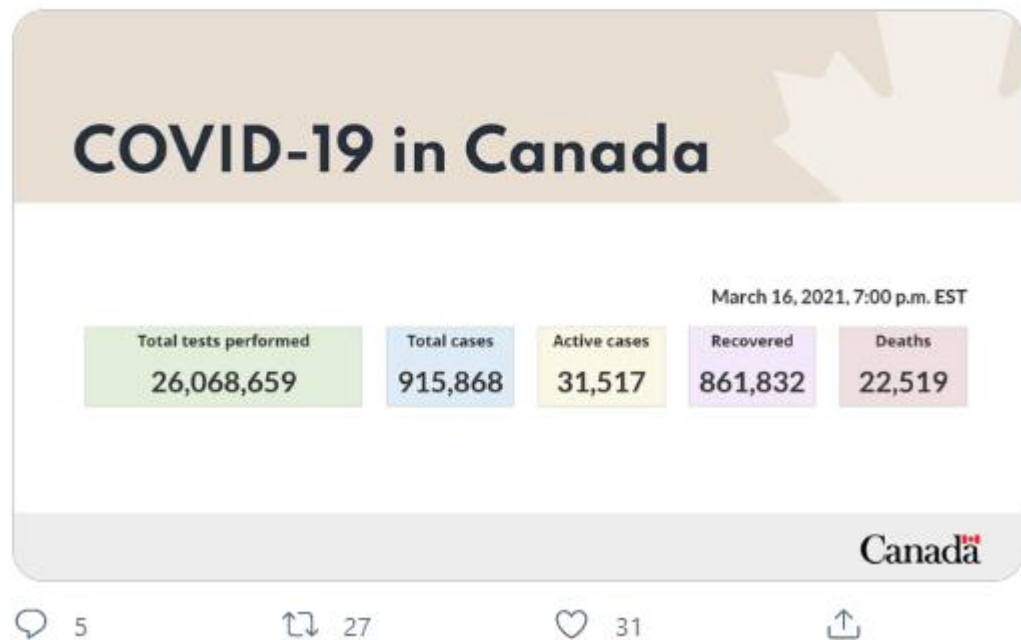 COVID-19 in Canada
March 16, 2021, 7:00 p.m. EST
Total tests performed
26,068,659
Total cases
915,868
Active cases
31,517
Recovered
861,832
Deaths
22,519
Canada
5 27 31